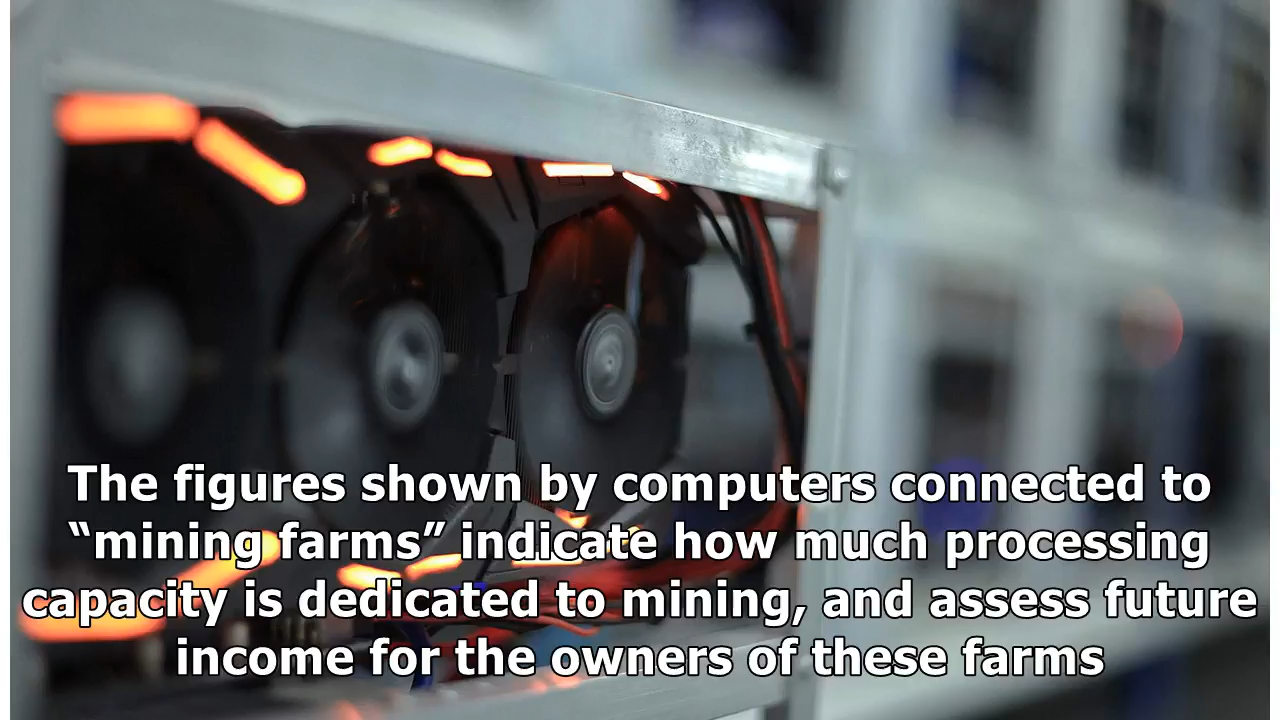 The figures shown by computers connected to
“mining farms” indicate how much processing
capacity is dedicated to mining, and assess future
income for the owners of these farms